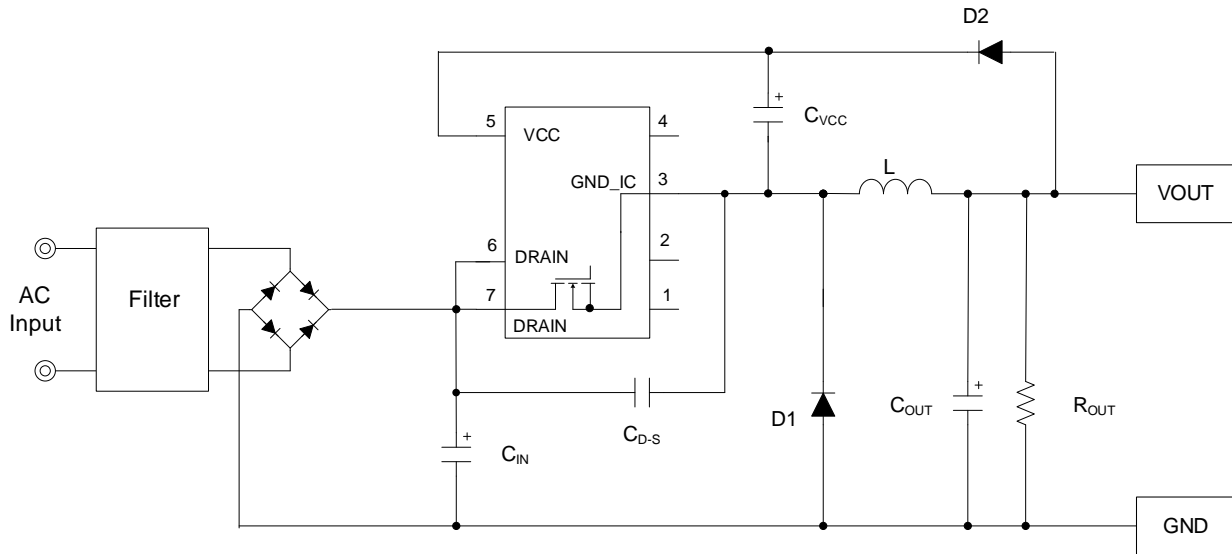 D2
+
C_VCC
5
VCC
4
GND_IC
3
L
VOUT
6
DRAIN
2
AC
Input
Filter
7
DRAIN
1
D1
C_OUT
+
R_OUT
C_D-S
+
C_IN
GND